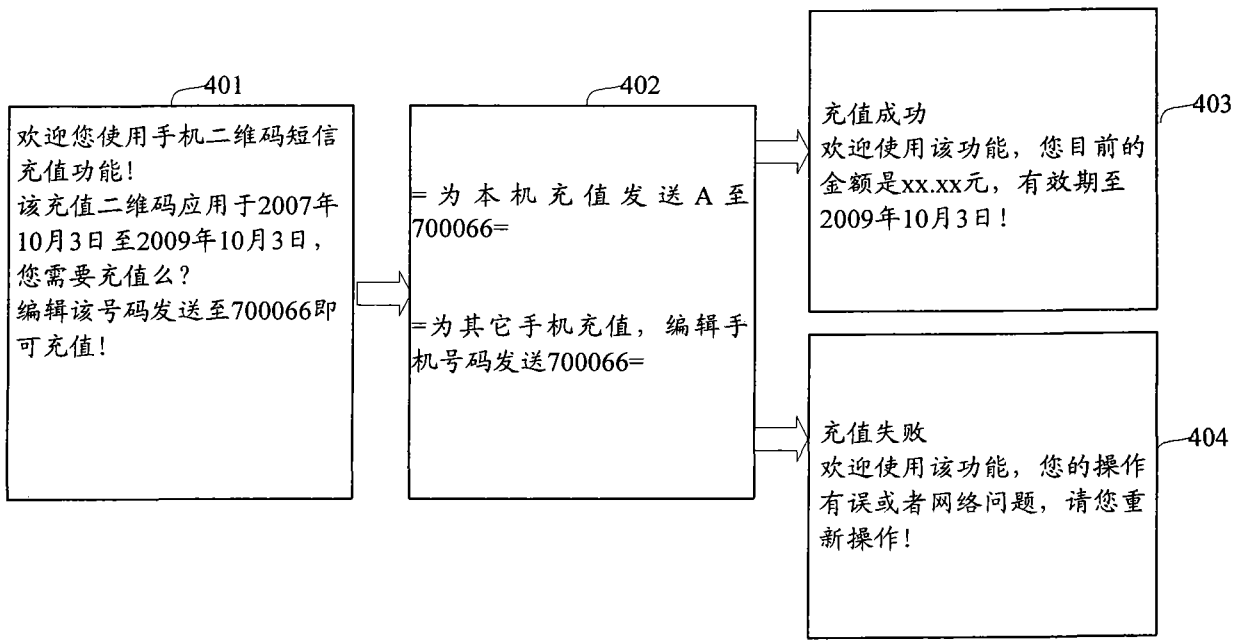 401
欢迎您使用手机二维码短信
充值功能！
该充值二维码应用于2007年
10月3日至2009年10月3日，
您需要充值么？
编辑该号码发送至700066即
可充值！
402
=为本机充值发送A至
700066=
=为其它手机充值，编辑手
机号码发送700066=
403
充值成功
欢迎使用该功能，您目前的
金额是xx.xx元，有效期至
2009年10月3日！
404
充值失败
欢迎使用该功能，您的操作
有误或者网络问题，请您重
新操作！